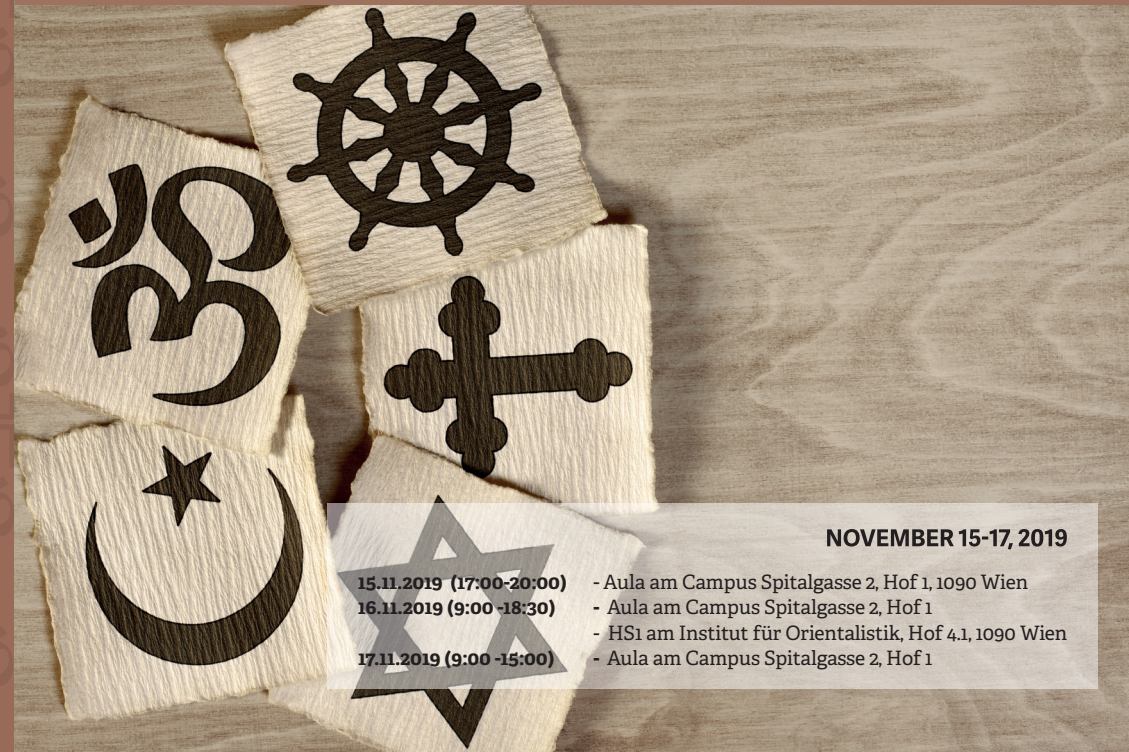 NOVEMBER 15-17, 2019
15.11.2019 (17:00-20:00) - Aula am Campus Spitalgasse 2, Hof 1, 1090 Wien
16.11.2019 (9:00 -18:30) - Aula am Campus Spitalgasse 2, Hof 1
- HS1 am Institut für Orientalistik, Hof 4.1, 1090 Wien
17.11.2019 (9:00 -15:00) - Aula am Campus Spitalgasse 2, Hof 1